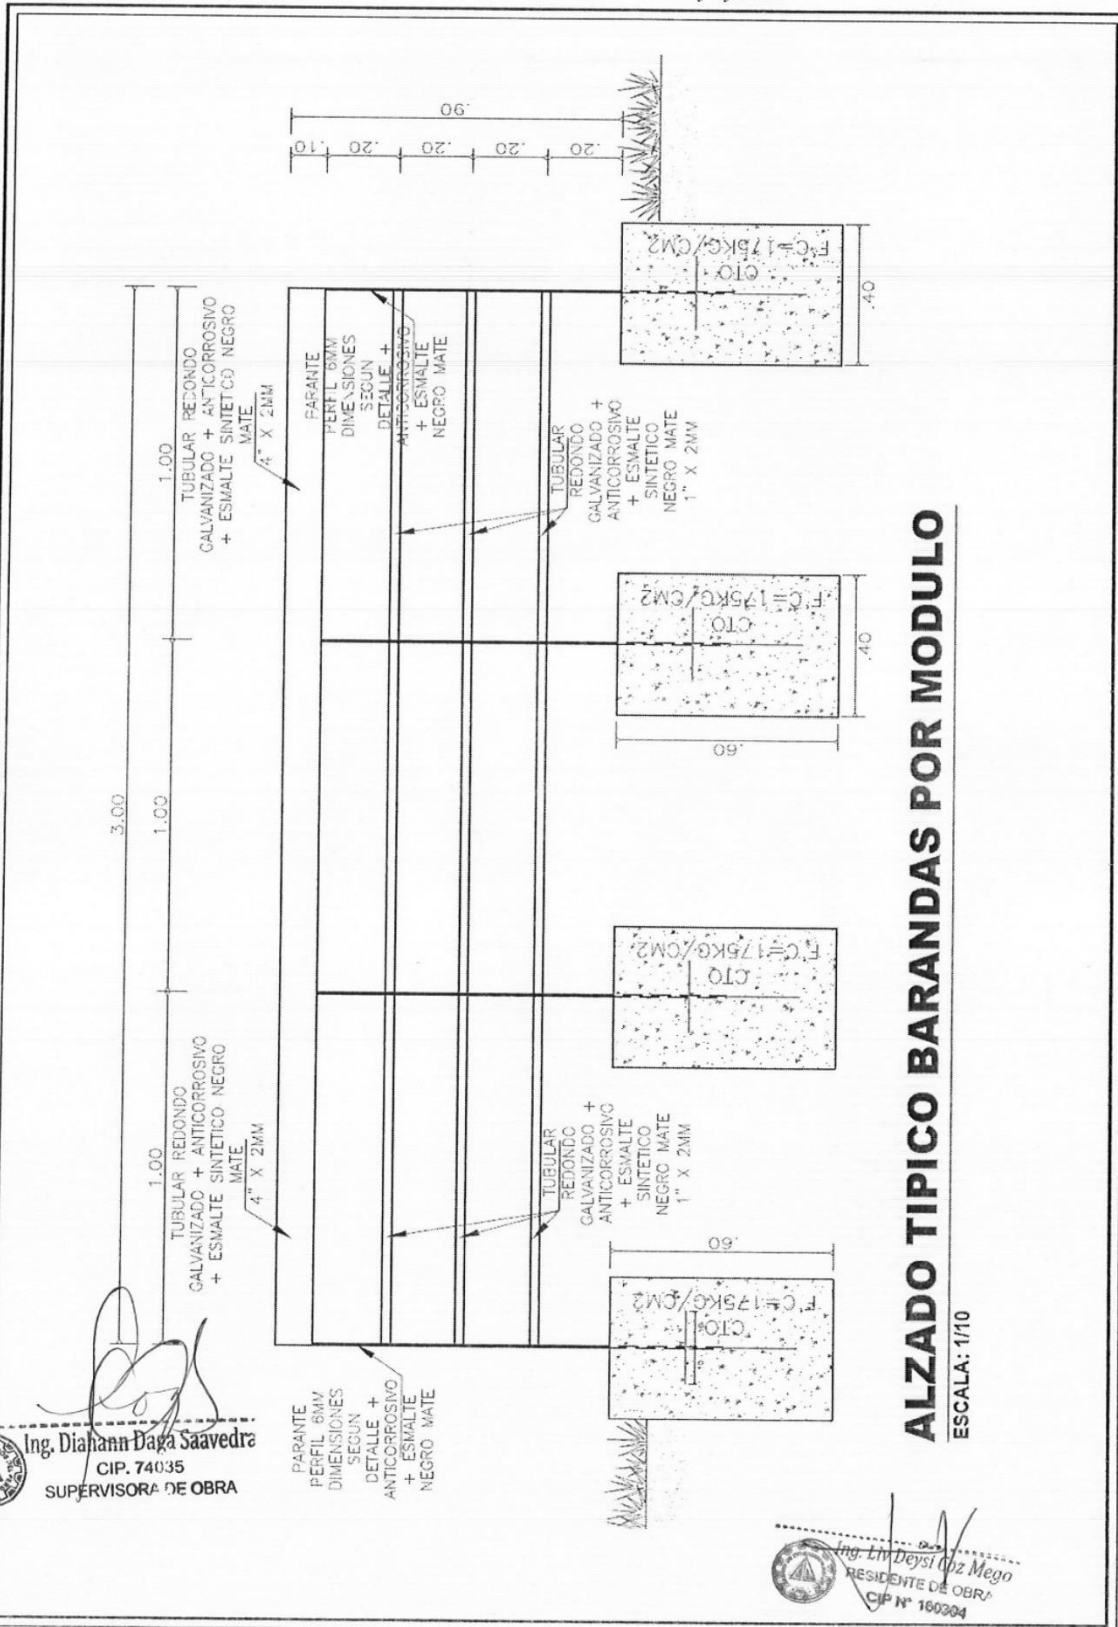 3.00
1.00
1.00
1.00
TUBULAR REDONDO
GALVANIZADO + ANTICORROSIVO
+ ESMALTE SINTETICO NEGRO
MATE
4" X 2MM
TUBULAR REDONDO
GALVANIZADO + ANTICORROSIVO
+ ESMALTE SINTETICO NEGRO
MATE
4" X 2MM
PARANTE
PERFIL 6MM
DIMENSIONES
SEGUN
DETALLE +
ANTICORROSIVO
+ ESMALTE
NEGRO MATE
PARANTE
PERFIL 6MM
DIMENSIONES
SEGUN
DETALLE +
ANTICORROSIVO
+ ESMALTE
NEGRO MATE
.10
.20
.20
.20
.20
.90
TUBULAR
REDONDO
GALVANIZADO +
ANTICORROSIVO
+ ESMALTE
SINTETICO
NEGRO MATE
1" X 2MM
TUBULAR
REDONDO
GALVANIZADO +
ANTICORROSIVO
+ ESMALTE
SINTETICO
NEGRO MATE
1" X 2MM
CTO
F'C=175KG/CM2
.60
CTO
F'C=175KG/CM2
CTO
F'C=175KG/CM2
.60
.40
CTO
F'C=175KG/CM2
.40
ALZADO TIPICO BARANDAS POR MODULO
ESCALA: 1/10
Ing. Diahann Daga Saavedra
CIP. 74035
SUPERVISORA DE OBRA
Ing. Liv Deysi Coz Mego
RESIDENTE DE OBRA
CIP N° 160304